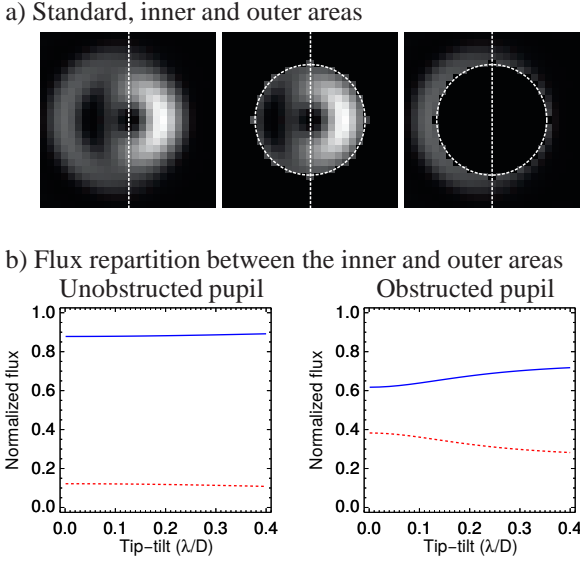 a) Standard, inner and outer areas
b) Flux repartition between the inner and outer areas
Unobstructed pupil
Obstructed pupil
Normalized flux
1.0
0.8
0.6
0.4
0.2
0.0
0.0 0.1 0.2 0.3 0.4
Tip-tilt (λ/D)
Normalized flux
1.0
0.8
0.6
0.4
0.2
0.0
0.0 0.1 0.2 0.3 0.4
Tip-tilt (λ/D)